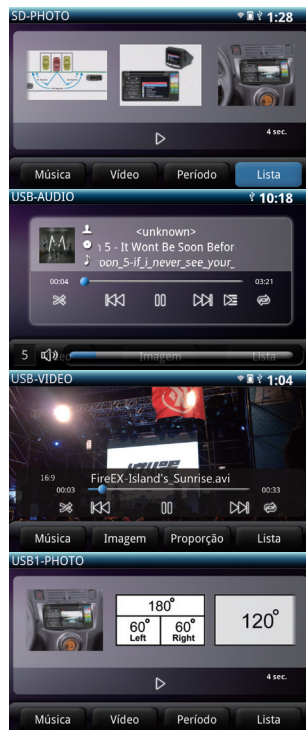 SD-PHOTO 1:28
4 sec.
Música Vídeo Período Lista
USB-AUDIO 10:18
<unknown>
1 5 - It Wont Be Soon Befor
oon_5-if_i_never_see_your_
00:04 03:21
5 Imagem Lista
USB-VIDEO 1:04
16:9 FireEX-Island's_Sunrise.avi
00:03 00:33
Música Imagem Proporção Lista
USB1-PHOTO
180°
60° 60° 120°
Left Right
4 sec.
Música Vídeo Período Lista